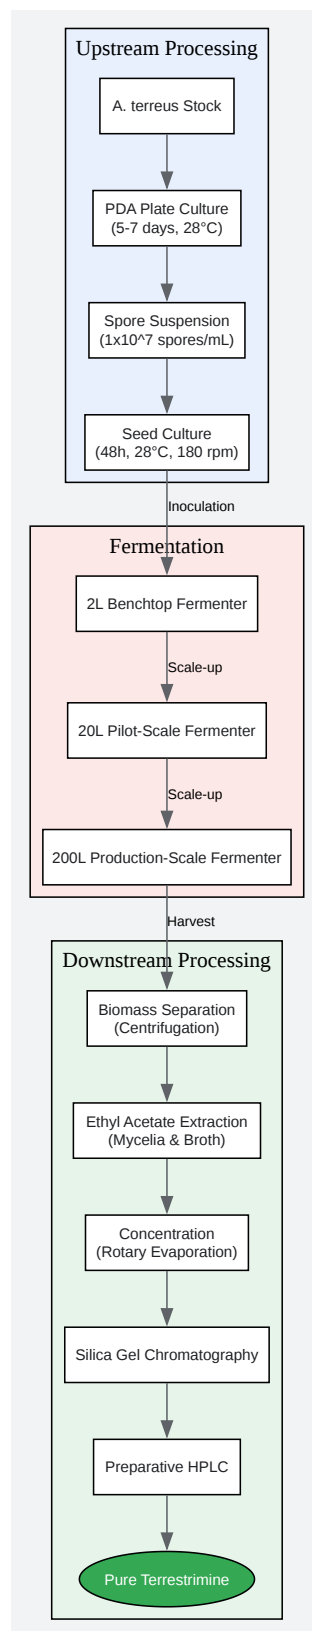 Upstream Processing
A. terreus Stock
PDA Plate Culture
(5-7 days, 28°C)
Spore Suspension
(1x10^7 spores/mL)
Seed Culture
(48h, 28°C, 180 rpm)
Inoculation
Fermentation
2L Benchtop Fermenter
Scale-up
20L Pilot-Scale Fermenter
Scale-up
200L Production-Scale Fermenter
Harvest
Downstream Processing
Biomass Separation
(Centrifugation)
Ethyl Acetate Extraction
(Mycelia & Broth)
Concentration
(Rotary Evaporation)
Silica Gel Chromatography
Preparative HPLC
Pure Terrestrimine